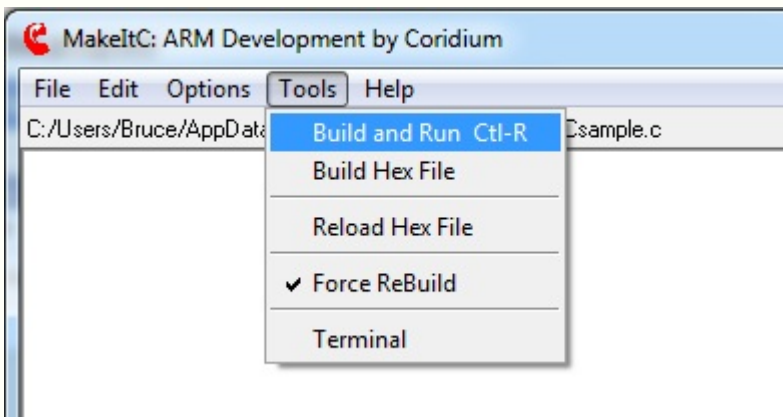 MakeItC: ARM Development by Coridium
File Edit Options Tools Help
C:/Users/Bruce/AppData Csample.c
Build and Run Ctl-R
Build Hex File
Reload Hex File
Force ReBuild
Terminal